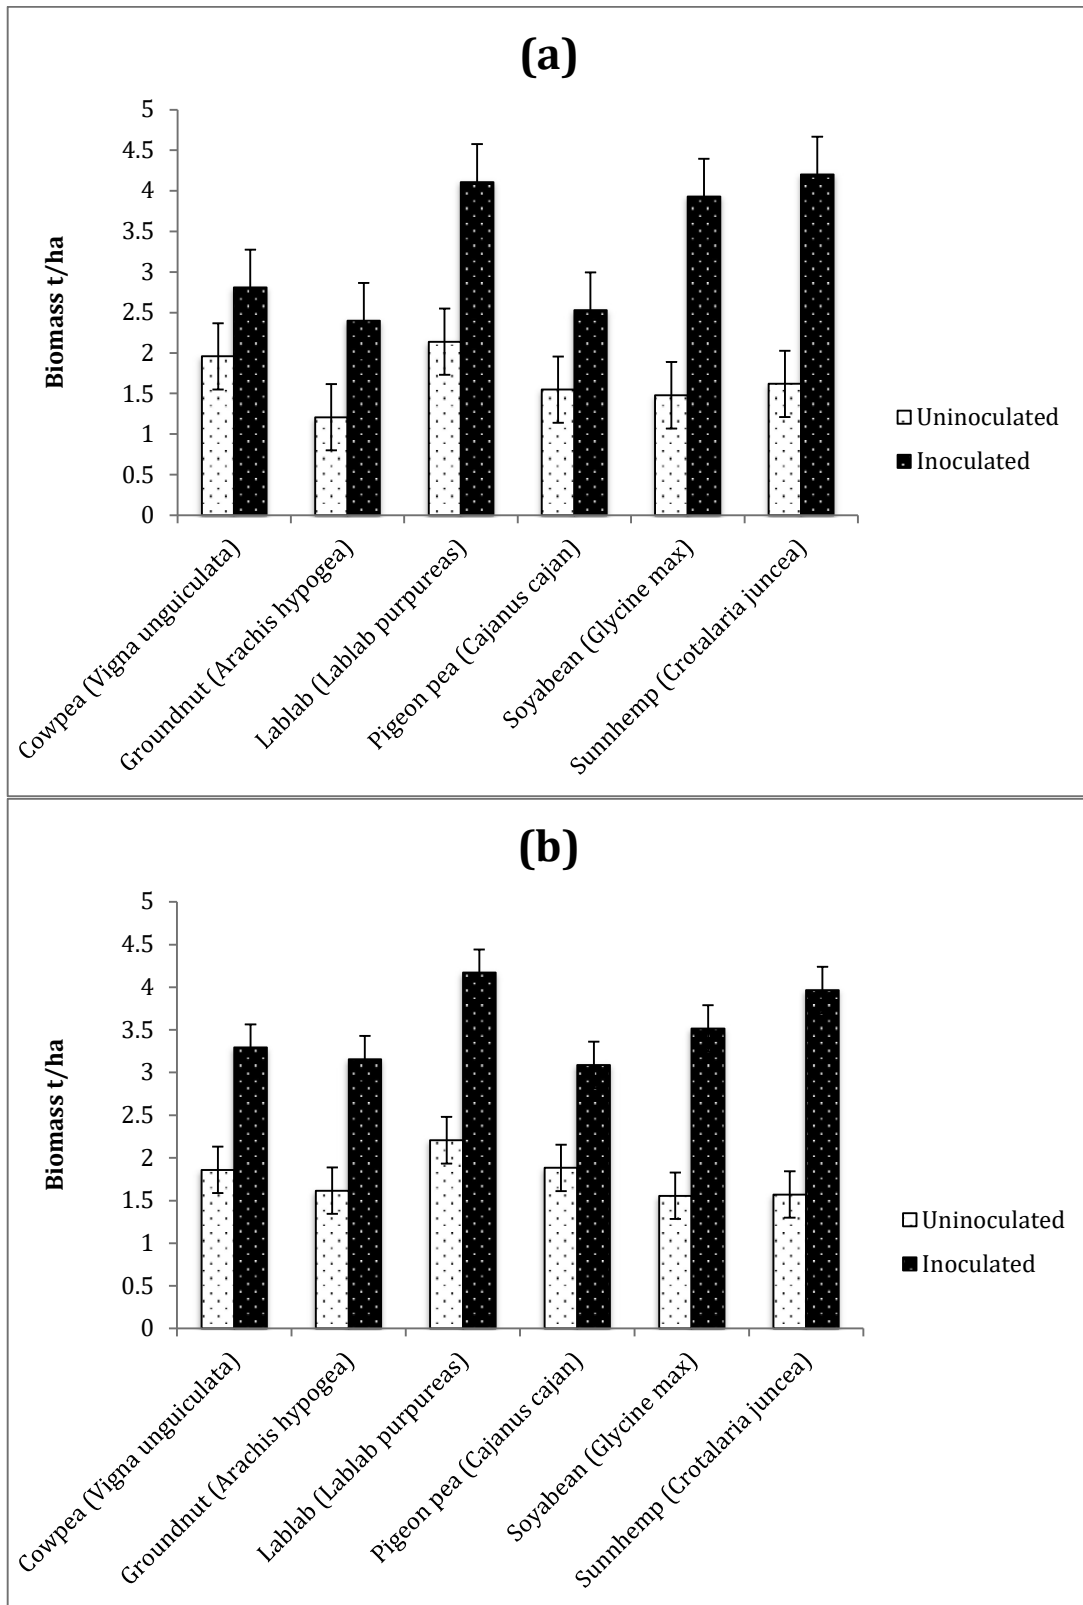 (a)
5
4.5
4
3.5
3
2.5
2
1.5
1
0.5
0
Biomass t/ha
Cowpea (Vigna unguiculata)
Groundnut (Arachis hypogea)
Lablab (Lablab purpureas)
Pigeon pea (Cajanus cajan)
Soyabean (Glycine max)
Sunnhemp (Crotalaria juncea)
Uninoculated
Inoculated
(b)
5
4.5
4
3.5
3
2.5
2
1.5
1
0.5
0
Biomass t/ha
Cowpea (Vigna unguiculata)
Groundnut (Arachis hypogea)
Lablab (Lablab purpureas)
Pigeon pea (Cajanus cajan)
Soyabean (Glycine max)
Sunnhemp (Crotalaria juncea)
Uninoculated
Inoculated